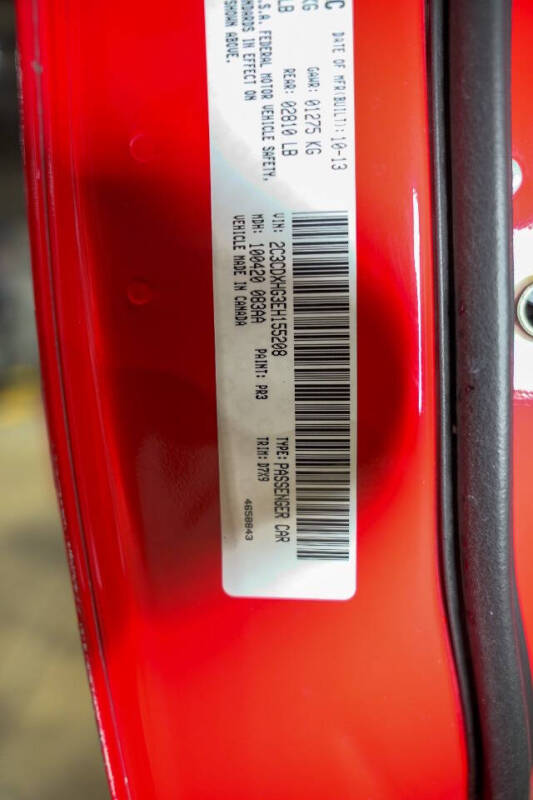 C
DATE OF MFR(BUILT): 10-13
KG GAWR: 01275 KG
LB REAR: 02810 LB
.S.A. FEDERAL MOTOR VEHICLE SAFETY,
NDARDS IN EFFECT ON
SHOWN ABOVE.
VIN: 2C3CDXHG3EH155208 TYPE: PASSENGER CAR
MDH: 100420 083AA PAINT: PR3 TRIM: D7X9
VEHICLE MADE IN CANADA
4658843